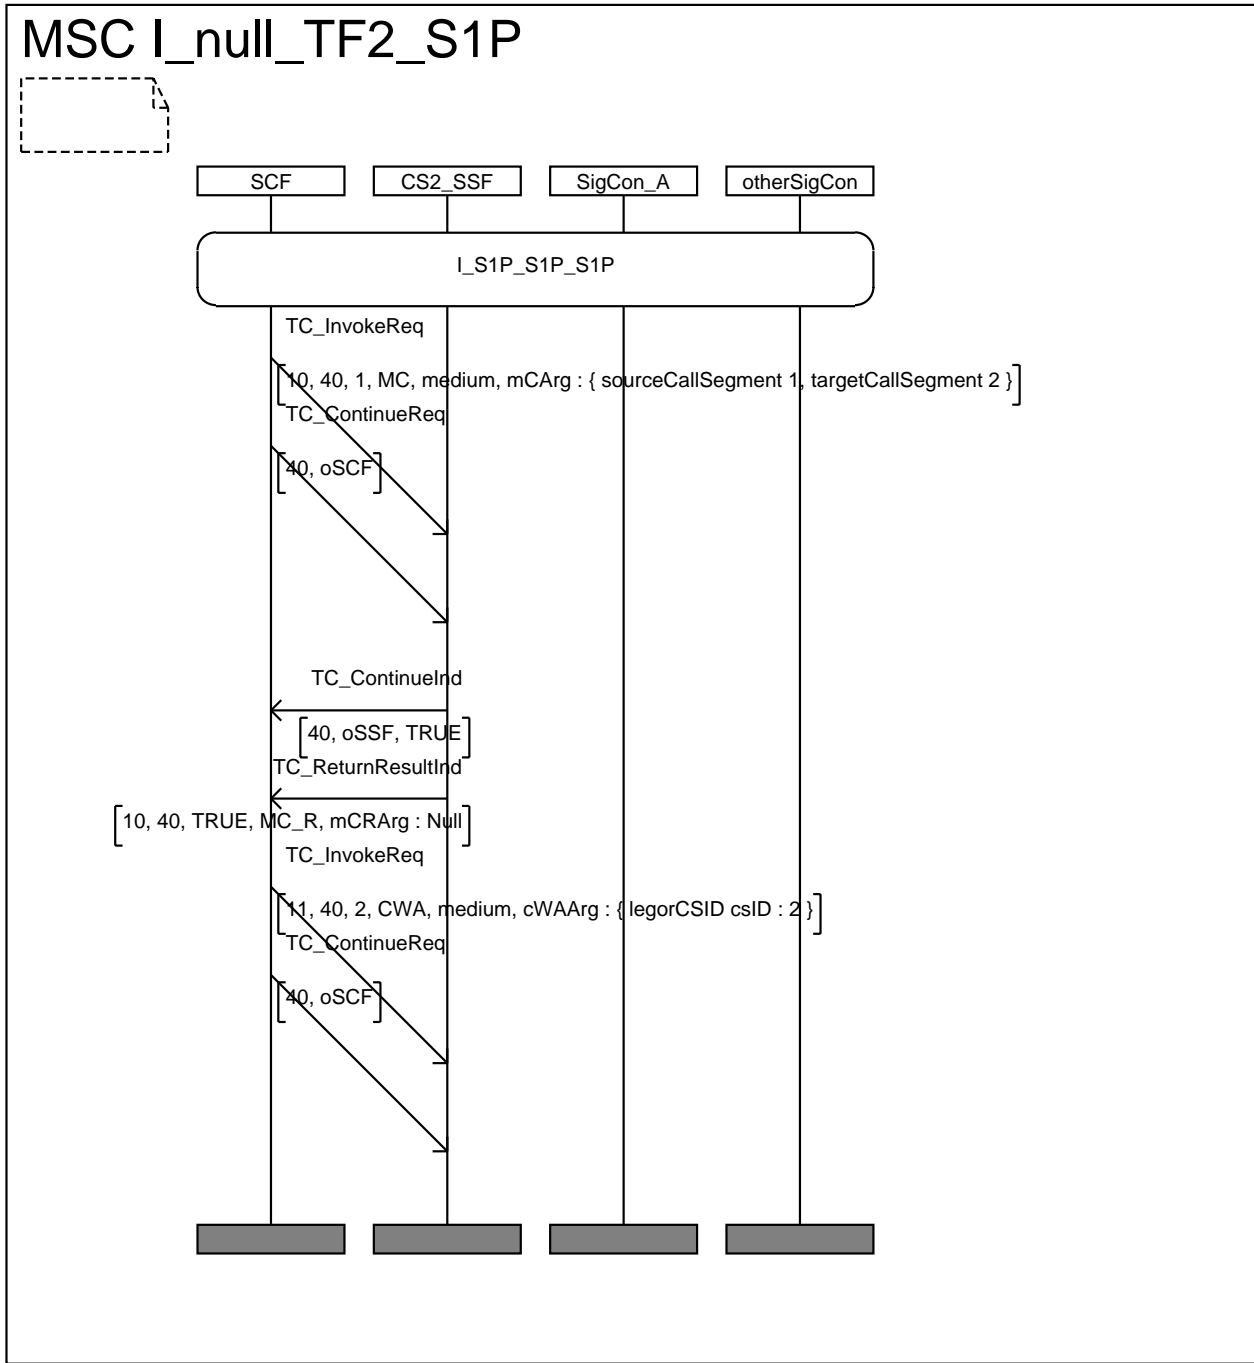 MSC I_null_TF2_S1P
SCF CS2_SSF SigCon_A otherSigCon
I_S1P_S1P_S1P
TC_InvokeReq
10, 40, 1, MC, medium, mCArg : { sourceCallSegment 1, targetCallSegment 2 }
TC_ContinueReq
40, oSCF
TC_ContinueInd
40, oSSF, TRUE
TC_ReturnResultInd
10, 40, TRUE, MC_R, mCRArg : Null
TC_InvokeReq
11, 40, 2, CWA, medium, cWAArg : { legorCSID csID : 2 }
TC_ContinueReq
40, oSCF